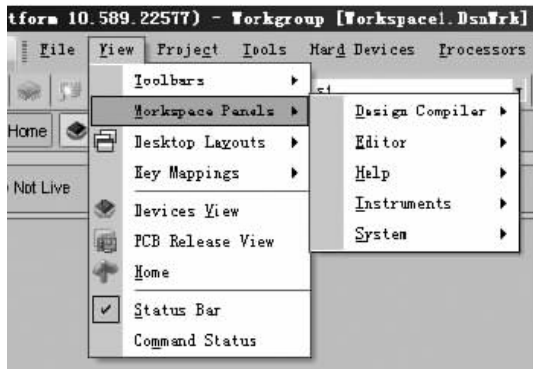 tform 10.589.22577) - Workgroup [Workspace1.DsnWrk]
File View Project Tools Hard Devices Processors
Toolbars
Workspace Panels
Desktop Layouts
Key Mappings
Devices View
PCB Release View
Home
Status Bar
Command Status
Design Compiler
Editor
Help
Instruments
System
Home
Not Live